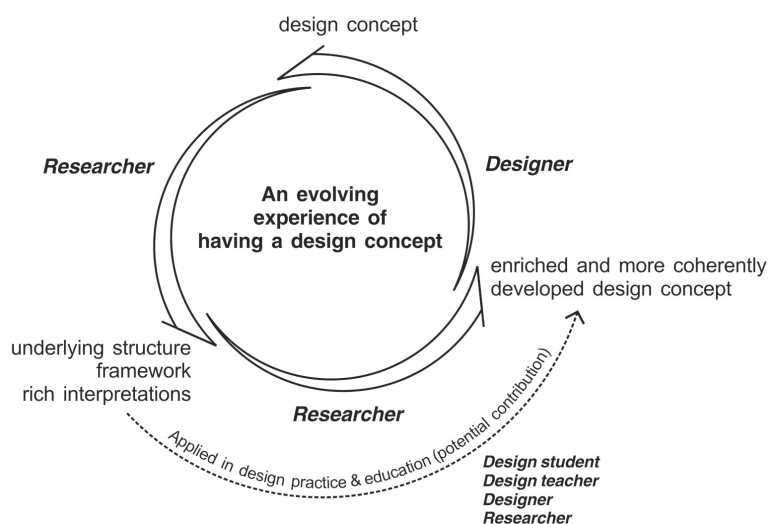 design concept
Researcher
Designer
An evolving
experience of
having a design concept
enriched and more coherently
developed design concept
underlying structure
framework
rich interpretations
Researcher
Applied in design practice & education (potential contribution)
Design student
Design teacher
Designer
Researcher